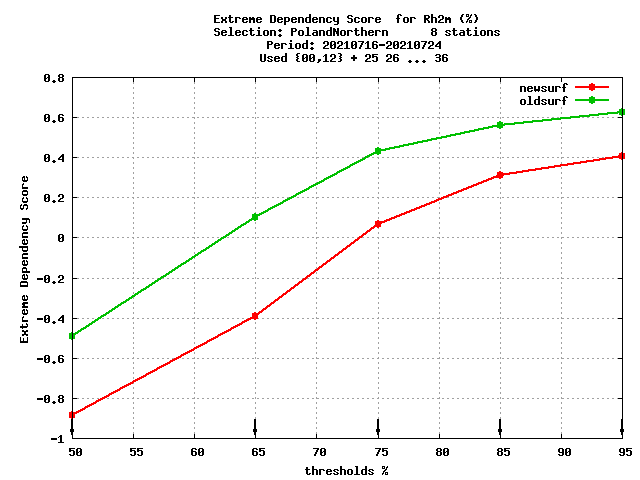 Extreme Dependency Score  for Rh2m (%)
Selection: PolandNorthern      8 stations
Period: 20210716-20210724
Used {00,12} + 25 26 ... 36
newsurf
oldsurf
Extreme Dependency Score
0.8
0.6
0.4
0.2
0
-0.2
-0.4
-0.6
-0.8
-1
50 55 60 65 70 75 80 85 90 95
thresholds %